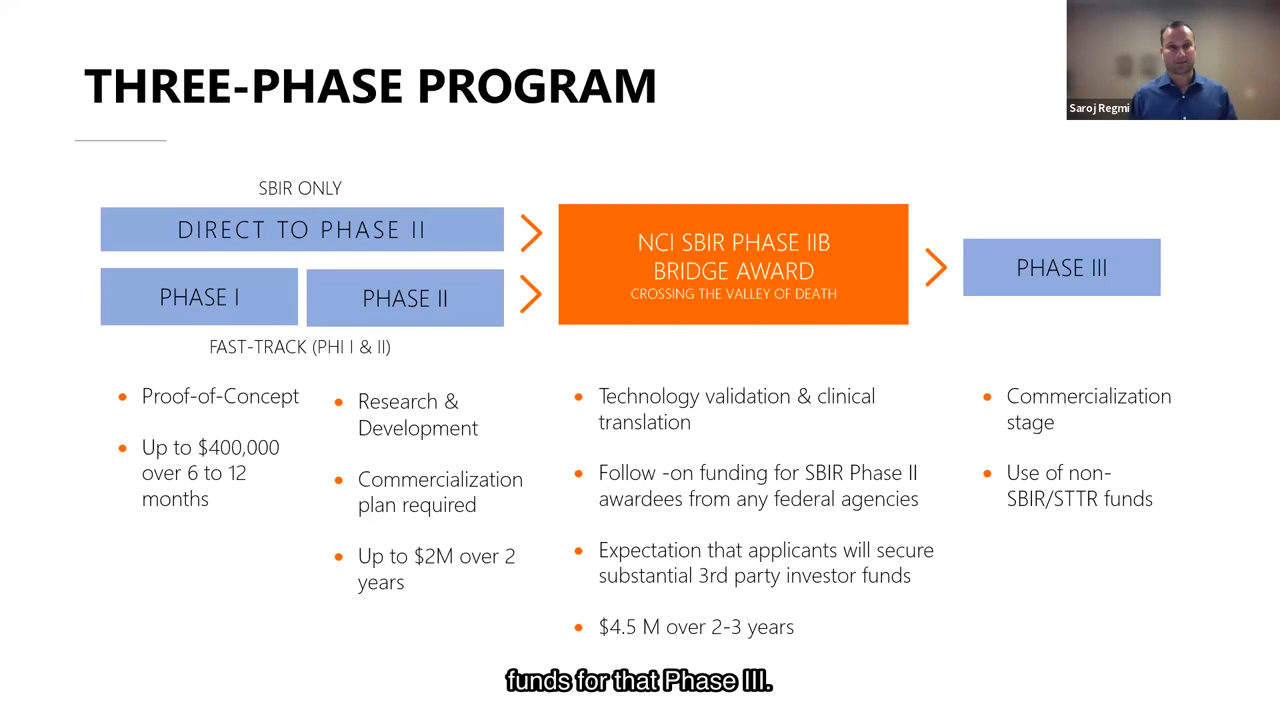 THREE-PHASE PROGRAM
Saroj Regmi
SBIR ONLY
DIRECT TO PHASE II
PHASE I
PHASE II
FAST-TRACK (PHI I & II)
NCI SBIR PHASE IIB
BRIDGE AWARD
CROSSING THE VALLEY OF DEATH
PHASE III
• Proof-of-Concept
• Up to $400,000
over 6 to 12
months
• Research &
Development
• Commercialization
plan required
• Up to $2M over 2
years
• Technology validation & clinical
translation
• Follow -on funding for SBIR Phase II
awardees from any federal agencies
• Expectation that applicants will secure
substantial 3rd party investor funds
• $4.5 M over 2-3 years
• Commercialization
stage
• Use of non-
SBIR/STTR funds
funds for that Phase III.